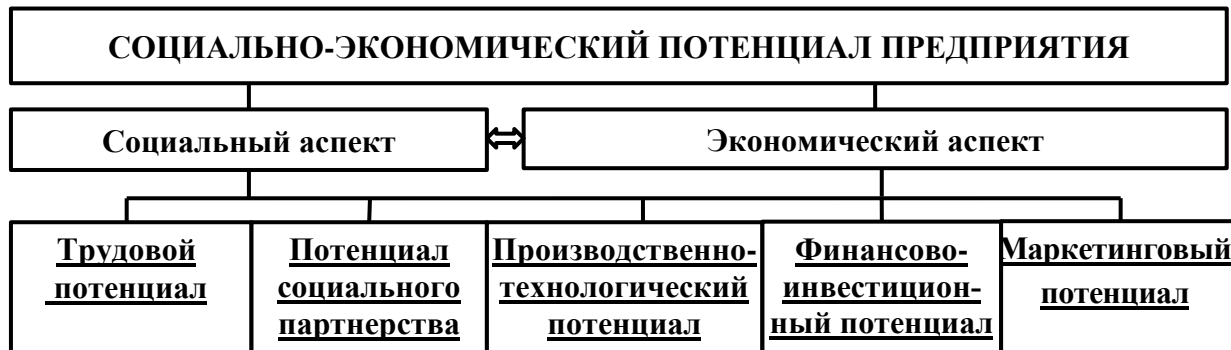 СОЦИАЛЬНО-ЭКОНОМИЧЕСКИЙ ПОТЕНЦИАЛ ПРЕДПРИЯТИЯ
Социальный аспект
Экономический аспект
Трудовой
потенциал
Потенциал
социального
партнерства
Производственно-
технологический
потенциал
Финансово-
инвестицион-
ный потенциал
Маркетинговый
потенциал